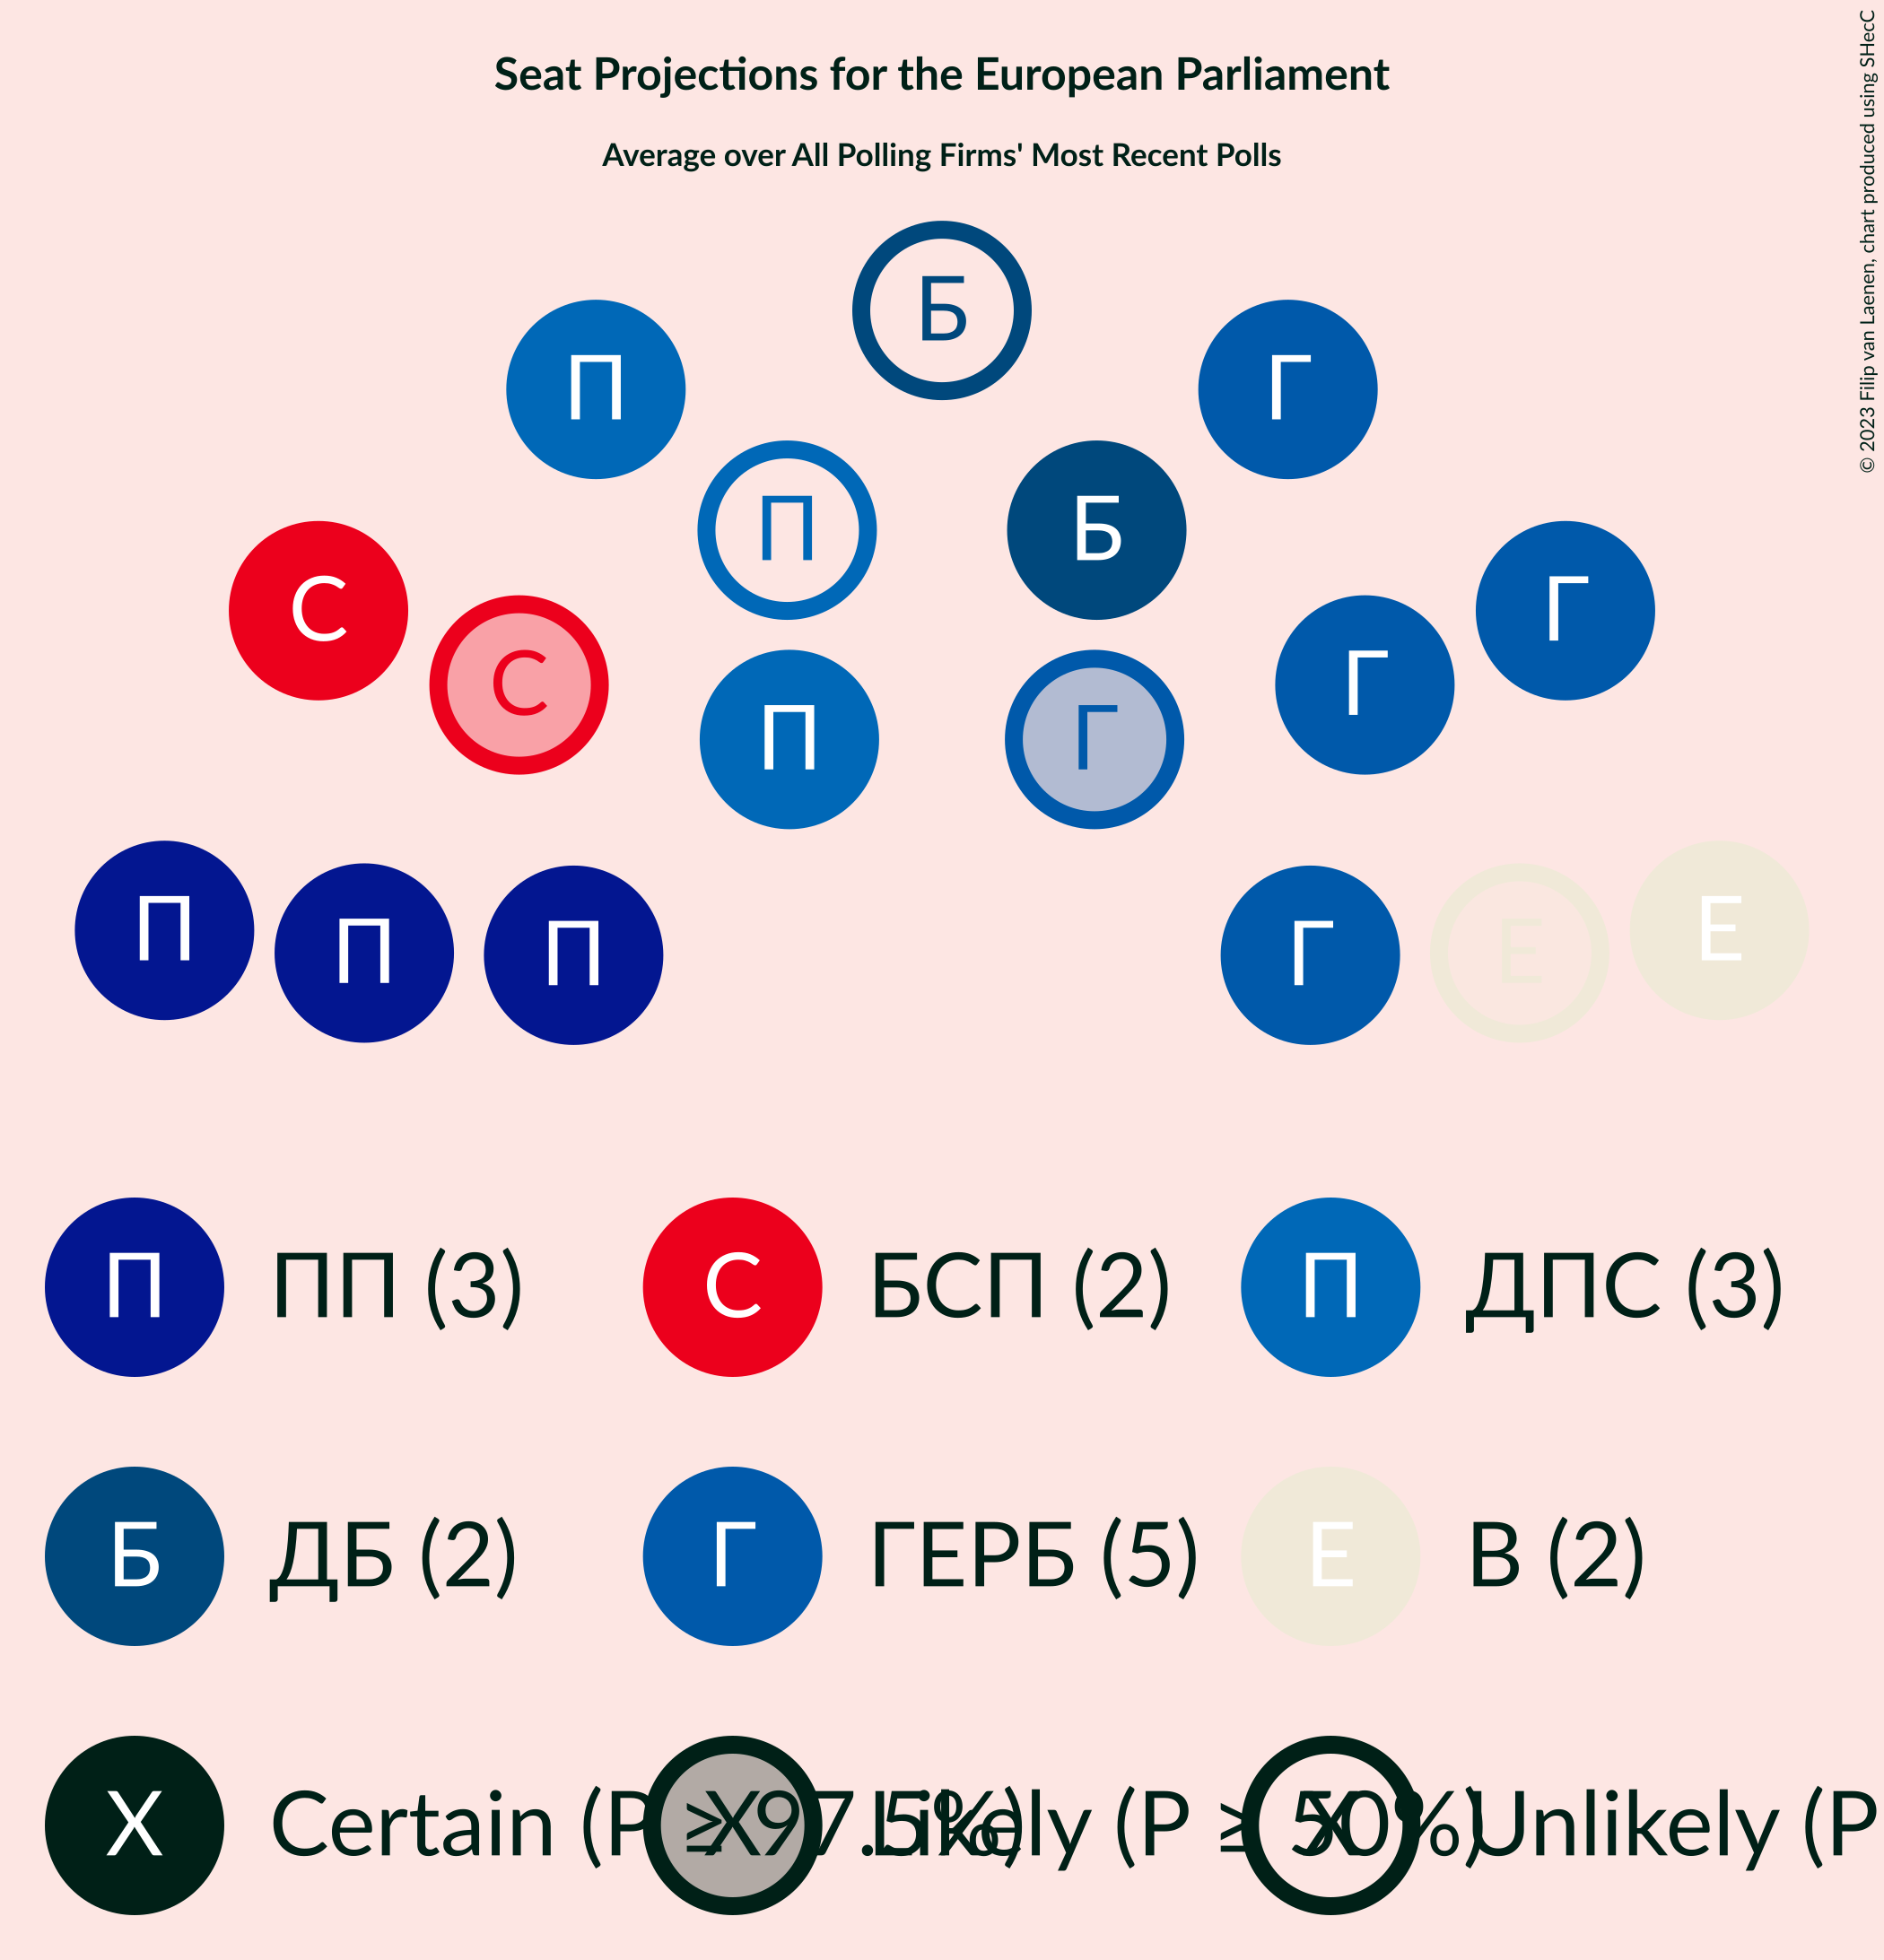 Seat Projections for the European Parliament
Average over All Polling Firms' Most Recent Polls
© 2023 Filip van Laenen, chart produced using SHecC
Б
П
Г
П
Б
С
Г
С
Г
П
Г
П
П
П
Г
Е
Е
П ПП (3) С БСП (2) П ДПС (3)
Б ДБ (2) Г ГЕРБ (5) Е В (2)
X Certain (P ≥ 97.5%) X Likely (P ≥ 50%) X Unlikely (P